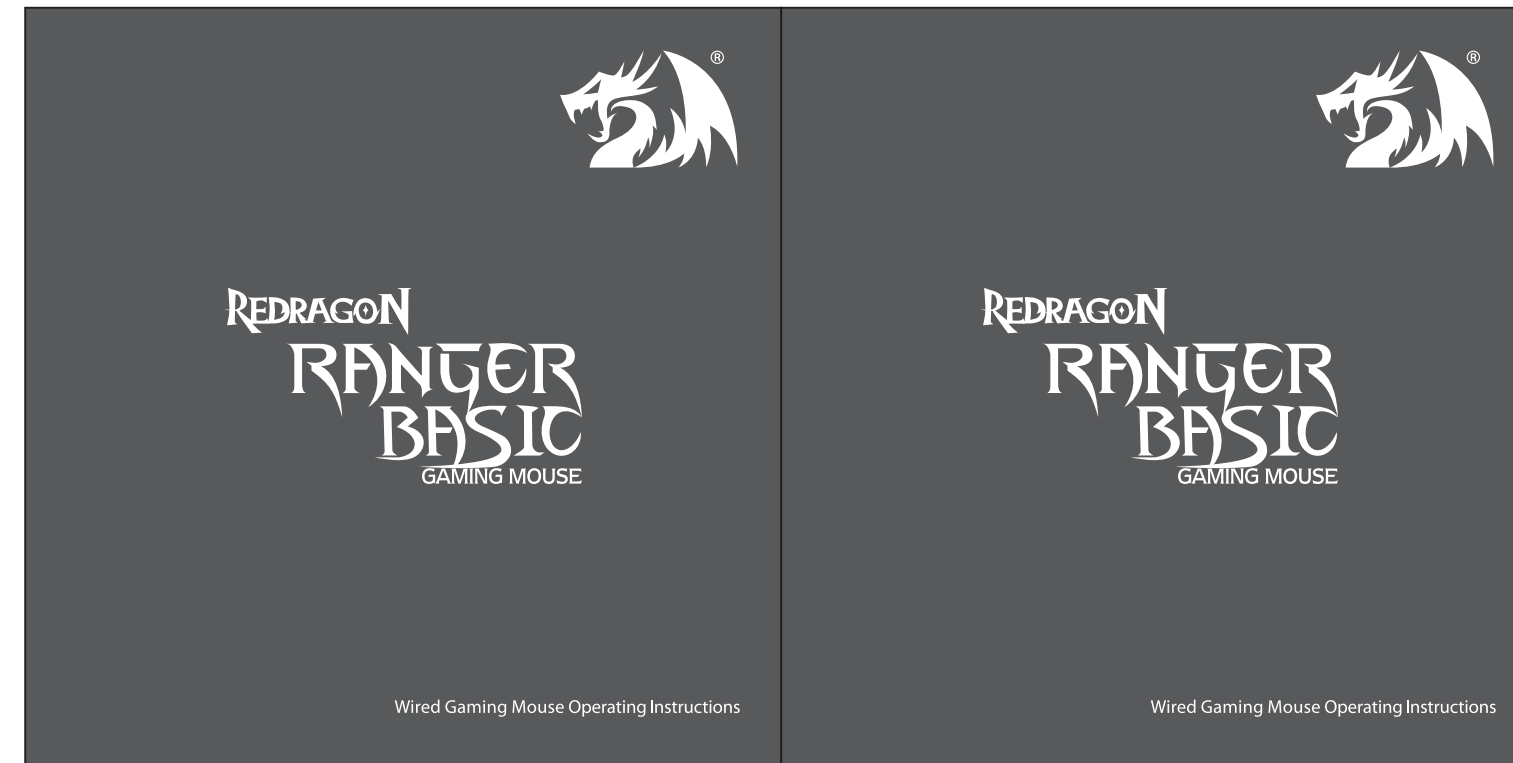 ®
REDRAGON
RANGER
BASIC
GAMING MOUSE
Wired Gaming Mouse Operating Instructions
®
REDRAGON
RANGER
BASIC
GAMING MOUSE
Wired Gaming Mouse Operating Instructions